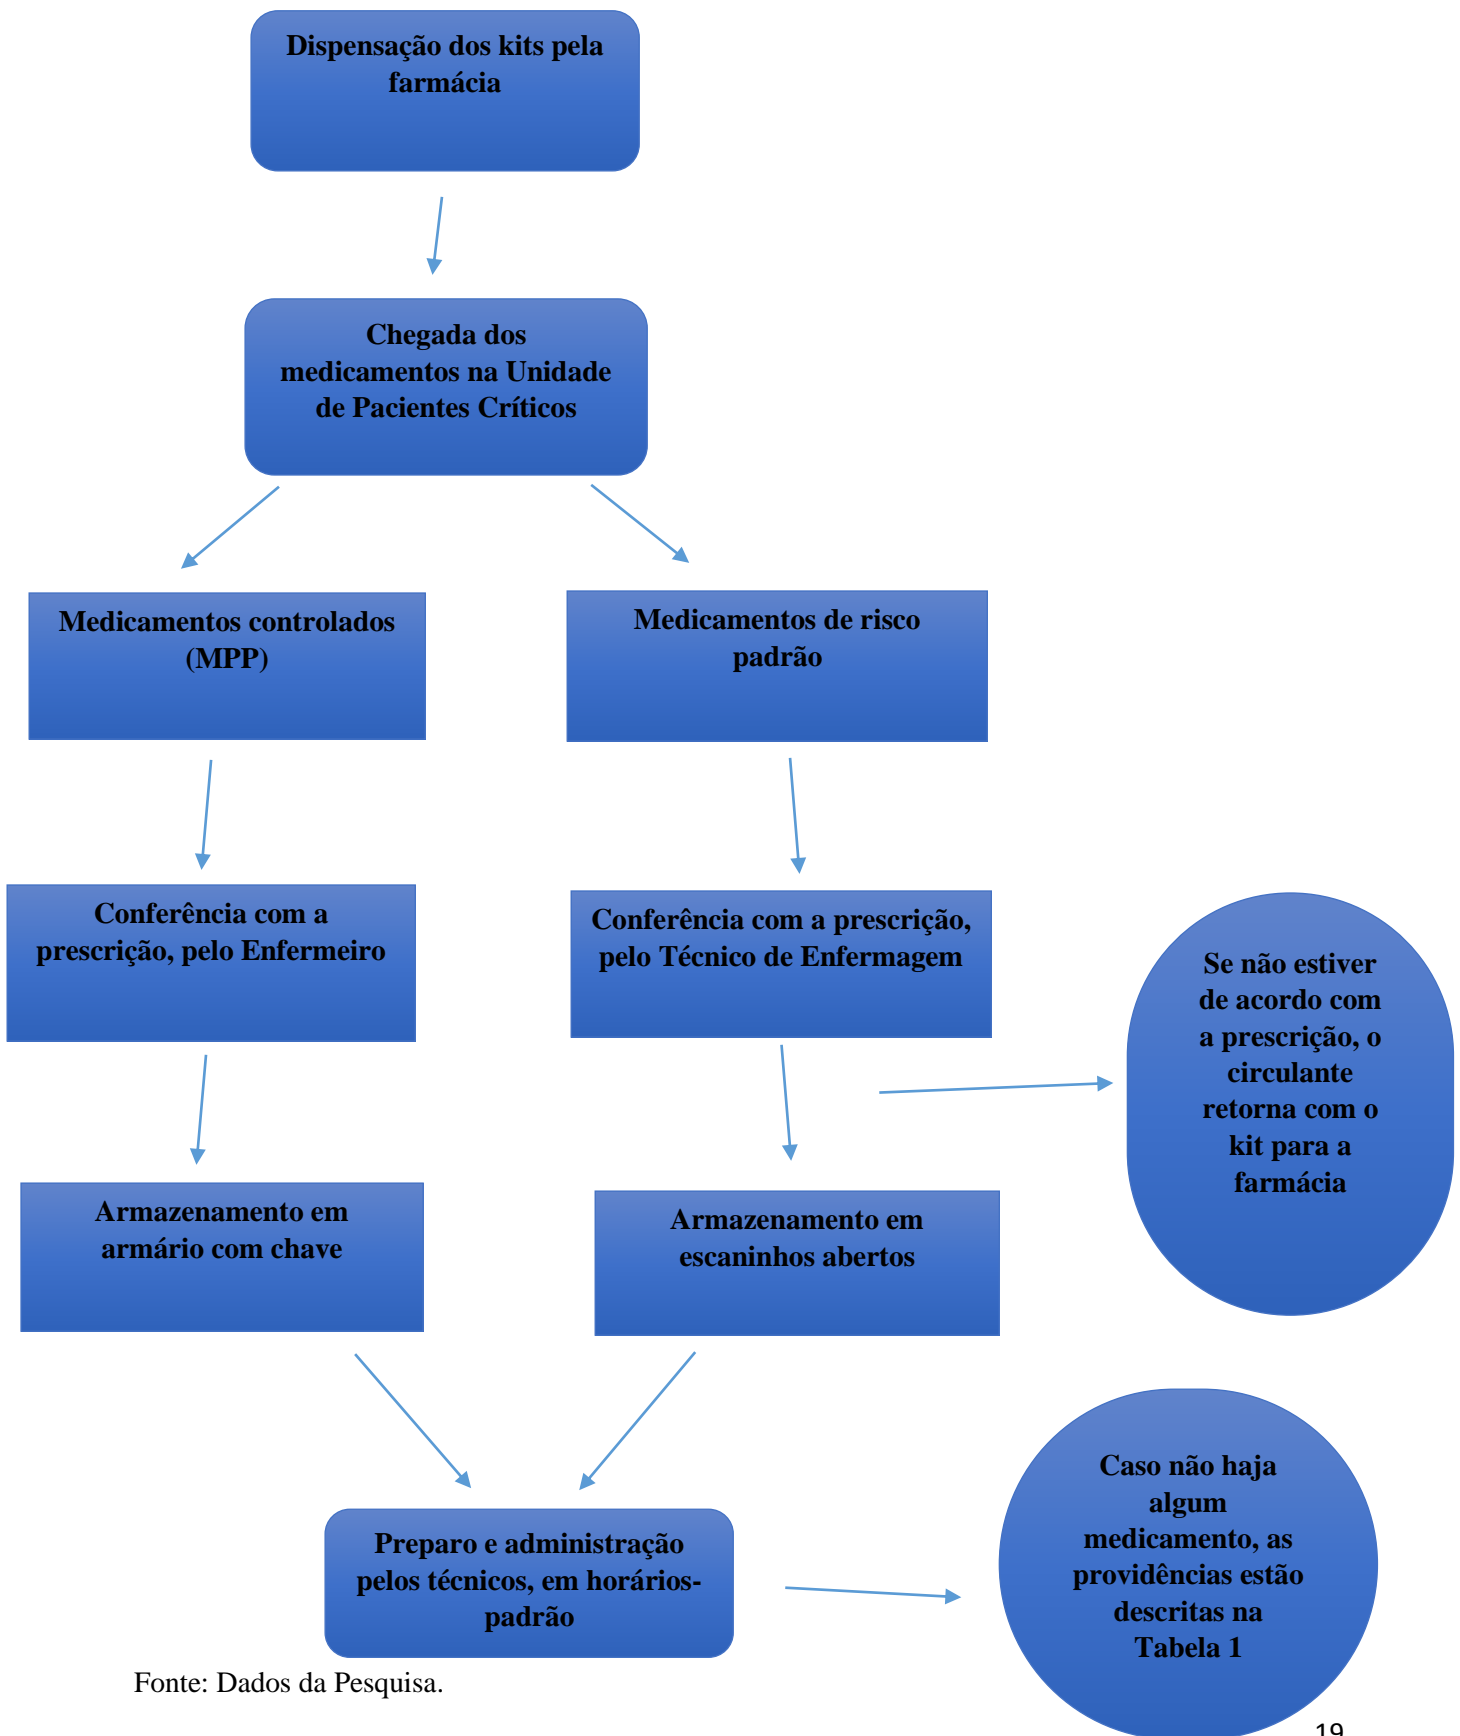 Dispensação dos kits pela
farmácia
Chegada dos
medicamentos na Unidade
de Pacientes Críticos
Medicamentos controlados
(MPP)
Medicamentos de risco
padrão
Conferência com a
prescrição, pelo Enfermeiro
Conferência com a prescrição,
pelo Técnico de Enfermagem
Se não estiver
de acordo com
a prescrição, o
circulante
retorna com o
kit para a
farmácia
Armazenamento em
armário com chave
Armazenamento em
escaninhos abertos
Preparo e administração
pelos técnicos, em horários-
padrão
Caso não haja
algum
medicamento, as
providências estão
descritas na
Tabela 1
Fonte: Dados da Pesquisa.
19